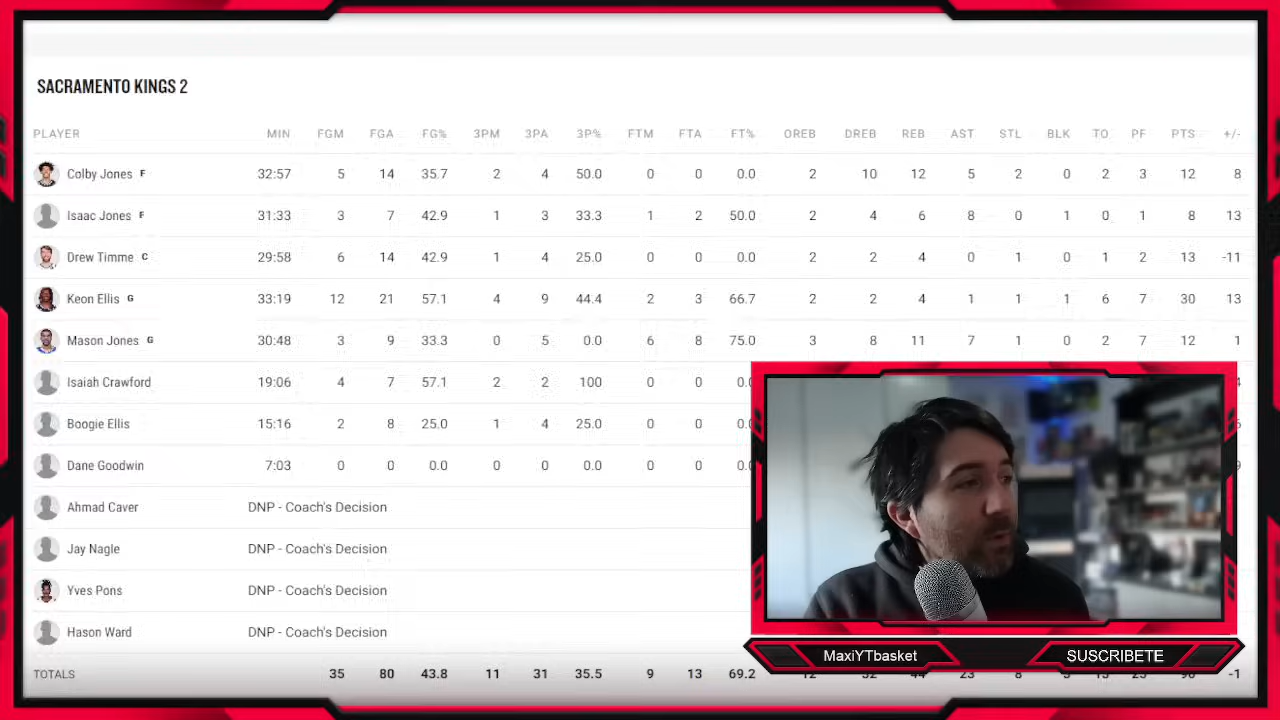 SACRAMENTO KINGS 2
PLAYER MIN FGM FGA FG% 3PM 3PA 3P% FTM FTA FT% OREB DREB REB AST STL BLK TO PF PTS +/-
Colby Jones F 32:57 5 14 35.7 2 4 50.0 0 0 0.0 2 10 12 5 2 0 2 3 12 8
Isaac Jones F 31:33 3 7 42.9 1 3 33.3 1 2 50.0 2 4 6 8 0 1 0 1 8 13
Drew Timme C 29:58 6 14 42.9 1 4 25.0 0 0 0.0 2 2 4 0 1 0 1 2 13 -11
Keon Ellis G 33:19 12 21 57.1 4 9 44.4 2 3 66.7 2 2 4 1 1 1 6 7 30 13
Mason Jones G 30:48 3 9 33.3 0 5 0.0 6 8 75.0 3 8 11 7 1 0 2 7 12 1
Isaiah Crawford 19:06 4 7 57.1 2 2 100 0 0
Boogie Ellis 15:16 2 8 25.0 1 4 25.0 0 0
Dane Goodwin 7:03 0 0 0.0 0 0 0.0 0 0
Ahmad Caver DNP - Coach's Decision
Jay Nagle DNP - Coach's Decision
Yves Pons DNP - Coach's Decision
Hason Ward DNP - Coach's Decision
MaxiYTbasket SUSCRIBETE
TOTALS 35 80 43.8 11 31 35.5 9 13 69.2 -1